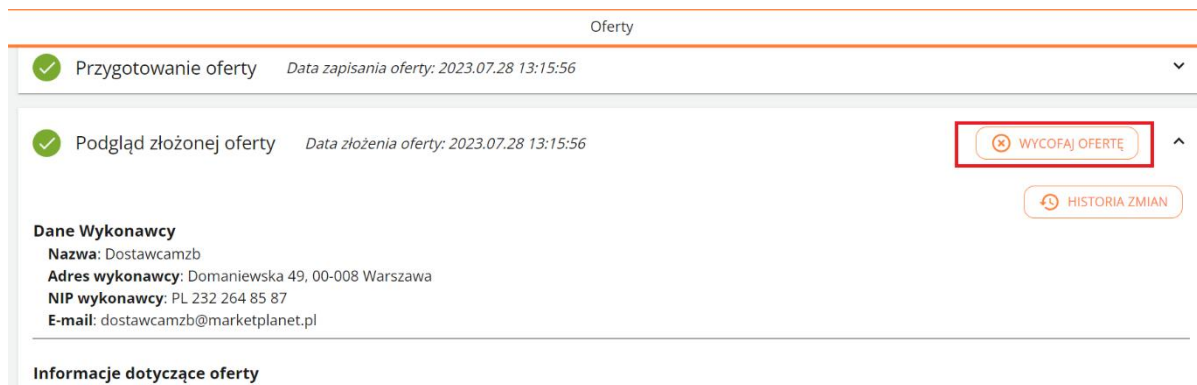 Oferty
Przygotowanie oferty Data zapisania oferty: 2023.07.28 13:15:56
Podgląd złożonej oferty Data złożenia oferty: 2023.07.28 13:15:56 WYCOFAJ OFERTĘ
HISTORIA ZMIAN
Dane Wykonawcy
Nazwa: Dostawcamzb
Adres wykonawcy: Domaniewska 49, 00-008 Warszawa
NIP wykonawcy: PL 232 264 85 87
E-mail: dostawcamzb@marketplanet.pl
Informacje dotyczące oferty